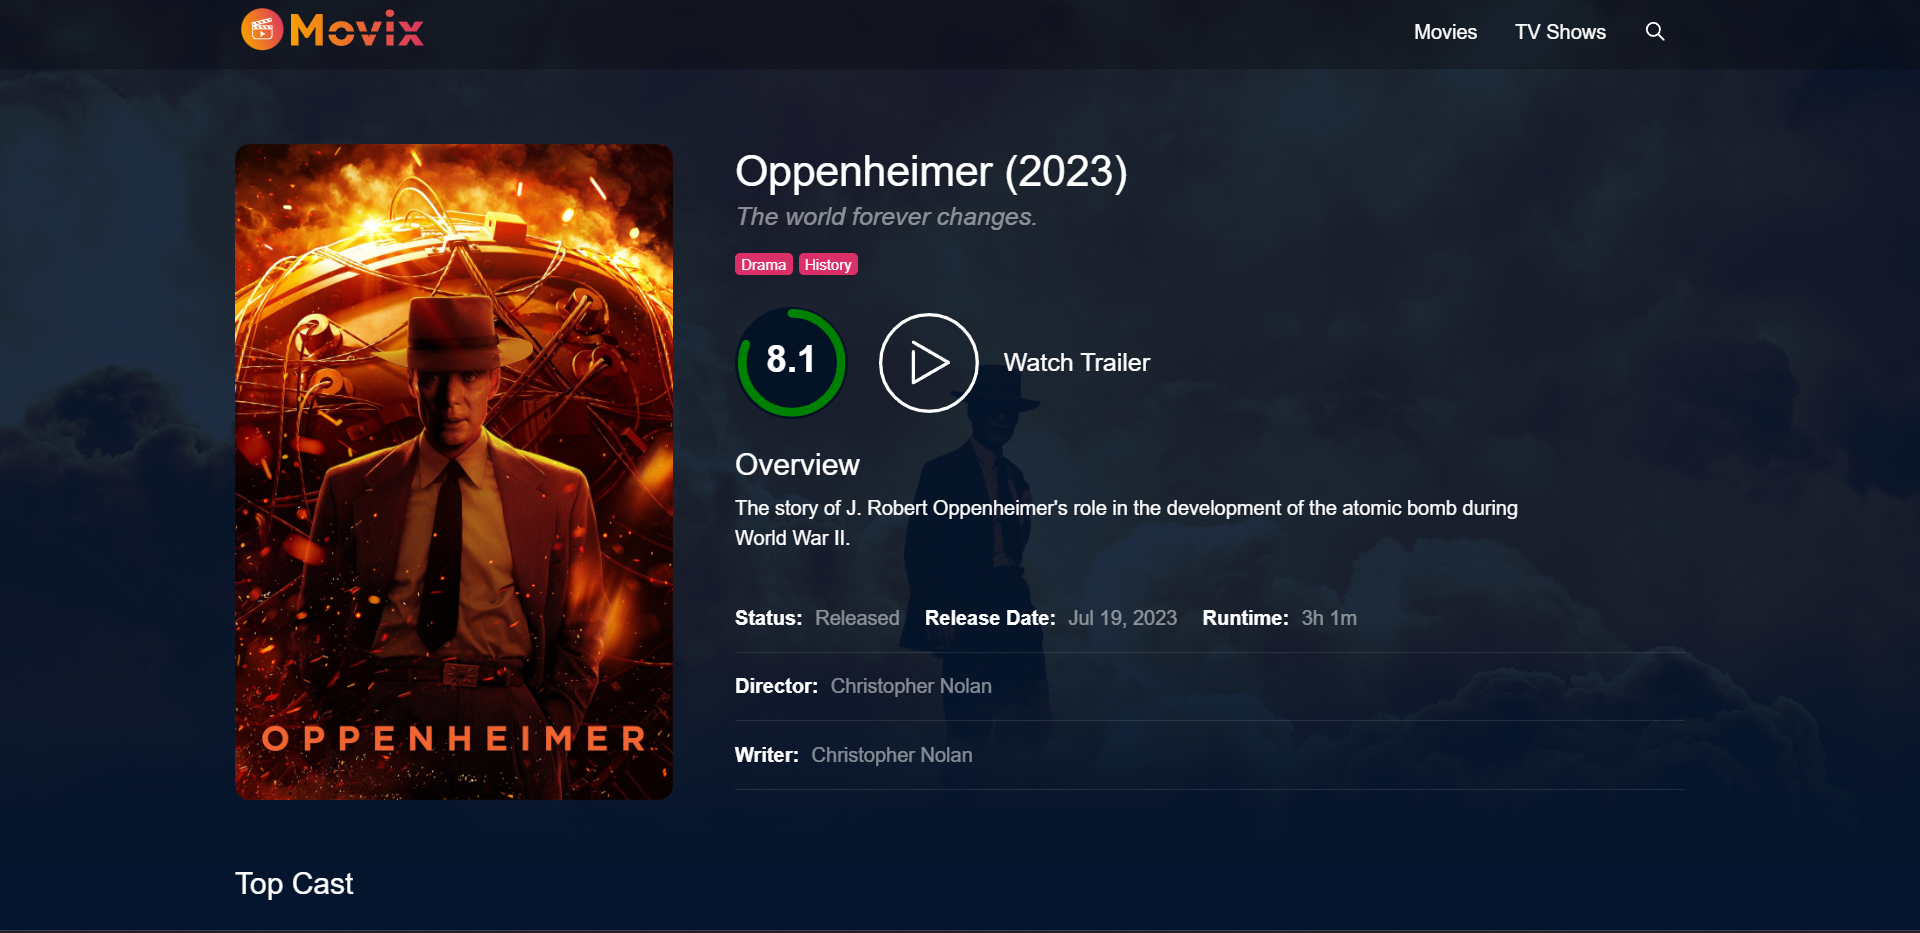 Movix
Movies
TV Shows
Oppenheimer (2023)
The world forever changes.
Drama
History
8.1
Watch Trailer
Overview
The story of J. Robert Oppenheimer's role in the development of the atomic bomb during
World War II.
Status: Released Release Date: Jul 19, 2023 Runtime: 3h 1m
Director: Christopher Nolan
Writer: Christopher Nolan
OPPENHEIMER
Top Cast